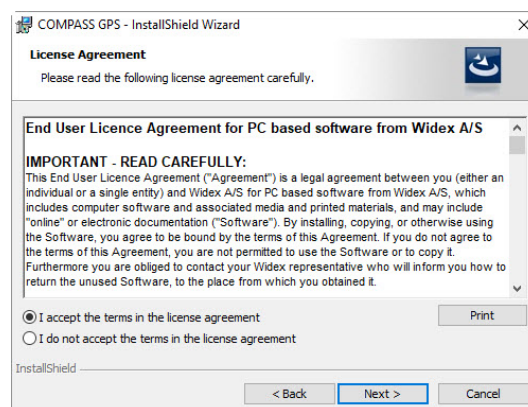 COMPASS GPS - InstallShield Wizard
License Agreement
Please read the following license agreement carefully.
End User Licence Agreement for PC based software from Widex A/S
IMPORTANT - READ CAREFULLY:
This End User Licence Agreement ("Agreement") is a legal agreement between you (either an
individual or a single entity) and Widex A/S for PC based software from Widex A/S, which
includes computer software and associated media and printed materials, and may include
"online" or electronic documentation ("Software"). By installing, copying, or otherwise using
the Software, you agree to be bound by the terms of this Agreement. If you do not agree to
the terms of this Agreement, you are not permitted to use the Software or to copy it.
Furthermore you are obliged to contact your Widex representative who will inform you how to
return the unused Software, to the place from which you obtained it.
I accept the terms in the license agreement
Print
I do not accept the terms in the license agreement
InstallShield
< Back
Next >
Cancel